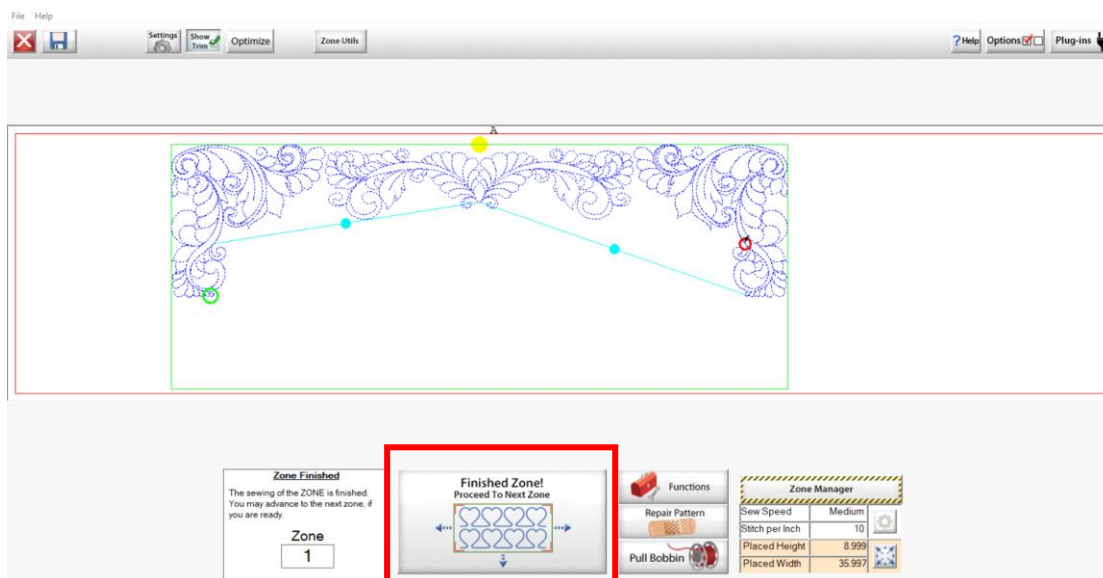 File Help
Settings
Show Trim
Optimize
Zone Utils
?Help
Options
Plug-ins
A
Zone Finished
The sewing of the ZONE is finished.
You may advance to the next zone, if
you are ready.
Zone
1
Finished Zone!
Proceed To Next Zone
Functions
Repair Pattern
Pull Bobbin
Zone Manager
Sew Speed Medium
Stitch per Inch 10
Placed Height 8.999
Placed Width 35.997